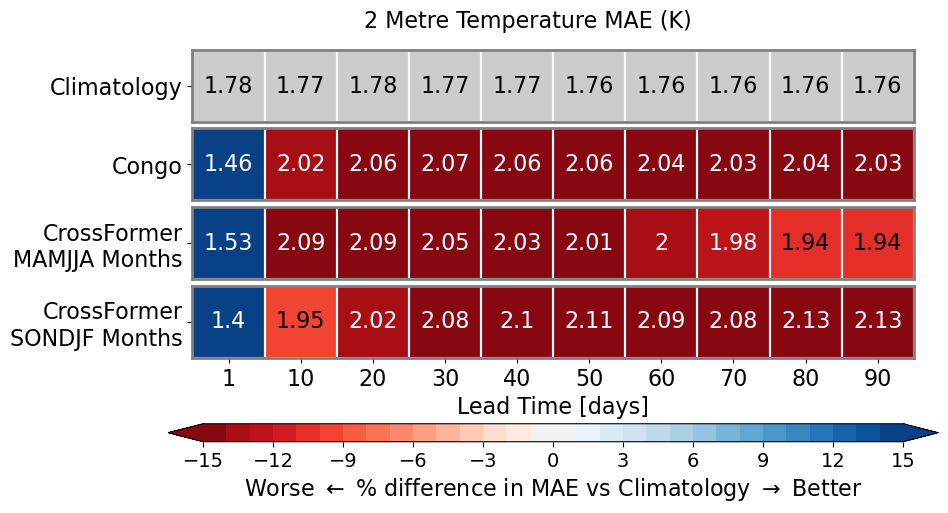 2 Metre Temperature MAE (K)
Climatology 1.78 1.77 1.78 1.77 1.77 1.76 1.76 1.76 1.76 1.76
Congo 1.46 2.02 2.06 2.07 2.06 2.06 2.04 2.03 2.04 2.03
CrossFormer
MAMJJA Months 1.53 2.09 2.09 2.05 2.03 2.01 2 1.98 1.94 1.94
CrossFormer
SONDJF Months 1.4 1.95 2.02 2.08 2.1 2.11 2.09 2.08 2.13 2.13
1 10 20 30 40 50 60 70 80 90
Lead Time [days]
−15 −12 −9 −6 −3 0 3 6 9 12 15
Worse ← % difference in MAE vs Climatology → Better